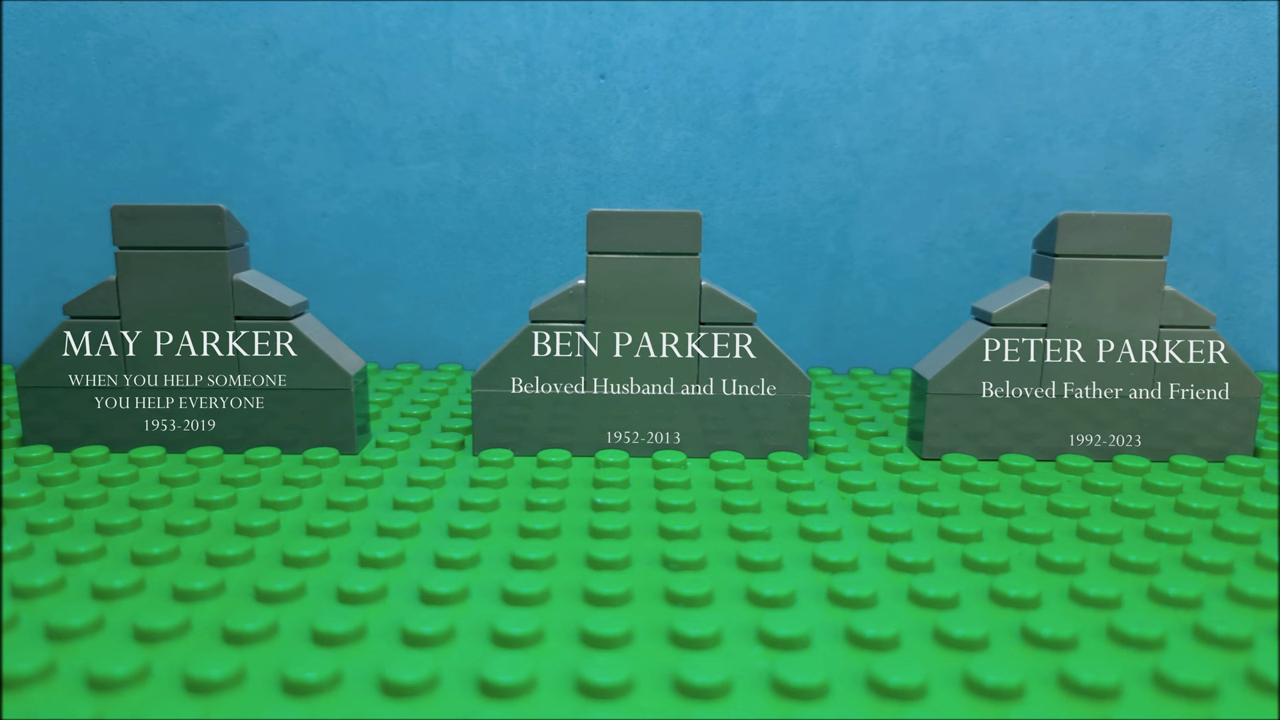 MAY PARKER
WHEN YOU HELP SOMEONE
YOU HELP EVERYONE
1953-2019
BEN PARKER
Beloved Husband and Uncle
1952-2013
PETER PARKER
Beloved Father and Friend
1992-2023